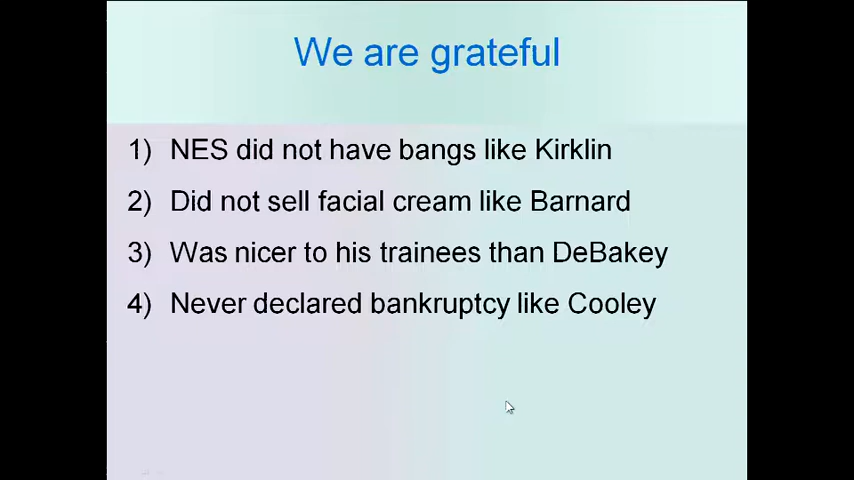 We are grateful
1) NES did not have bangs like Kirklin
2) Did not sell facial cream like Barnard
3) Was nicer to his trainees than DeBakey
4) Never declared bankruptcy like Cooley